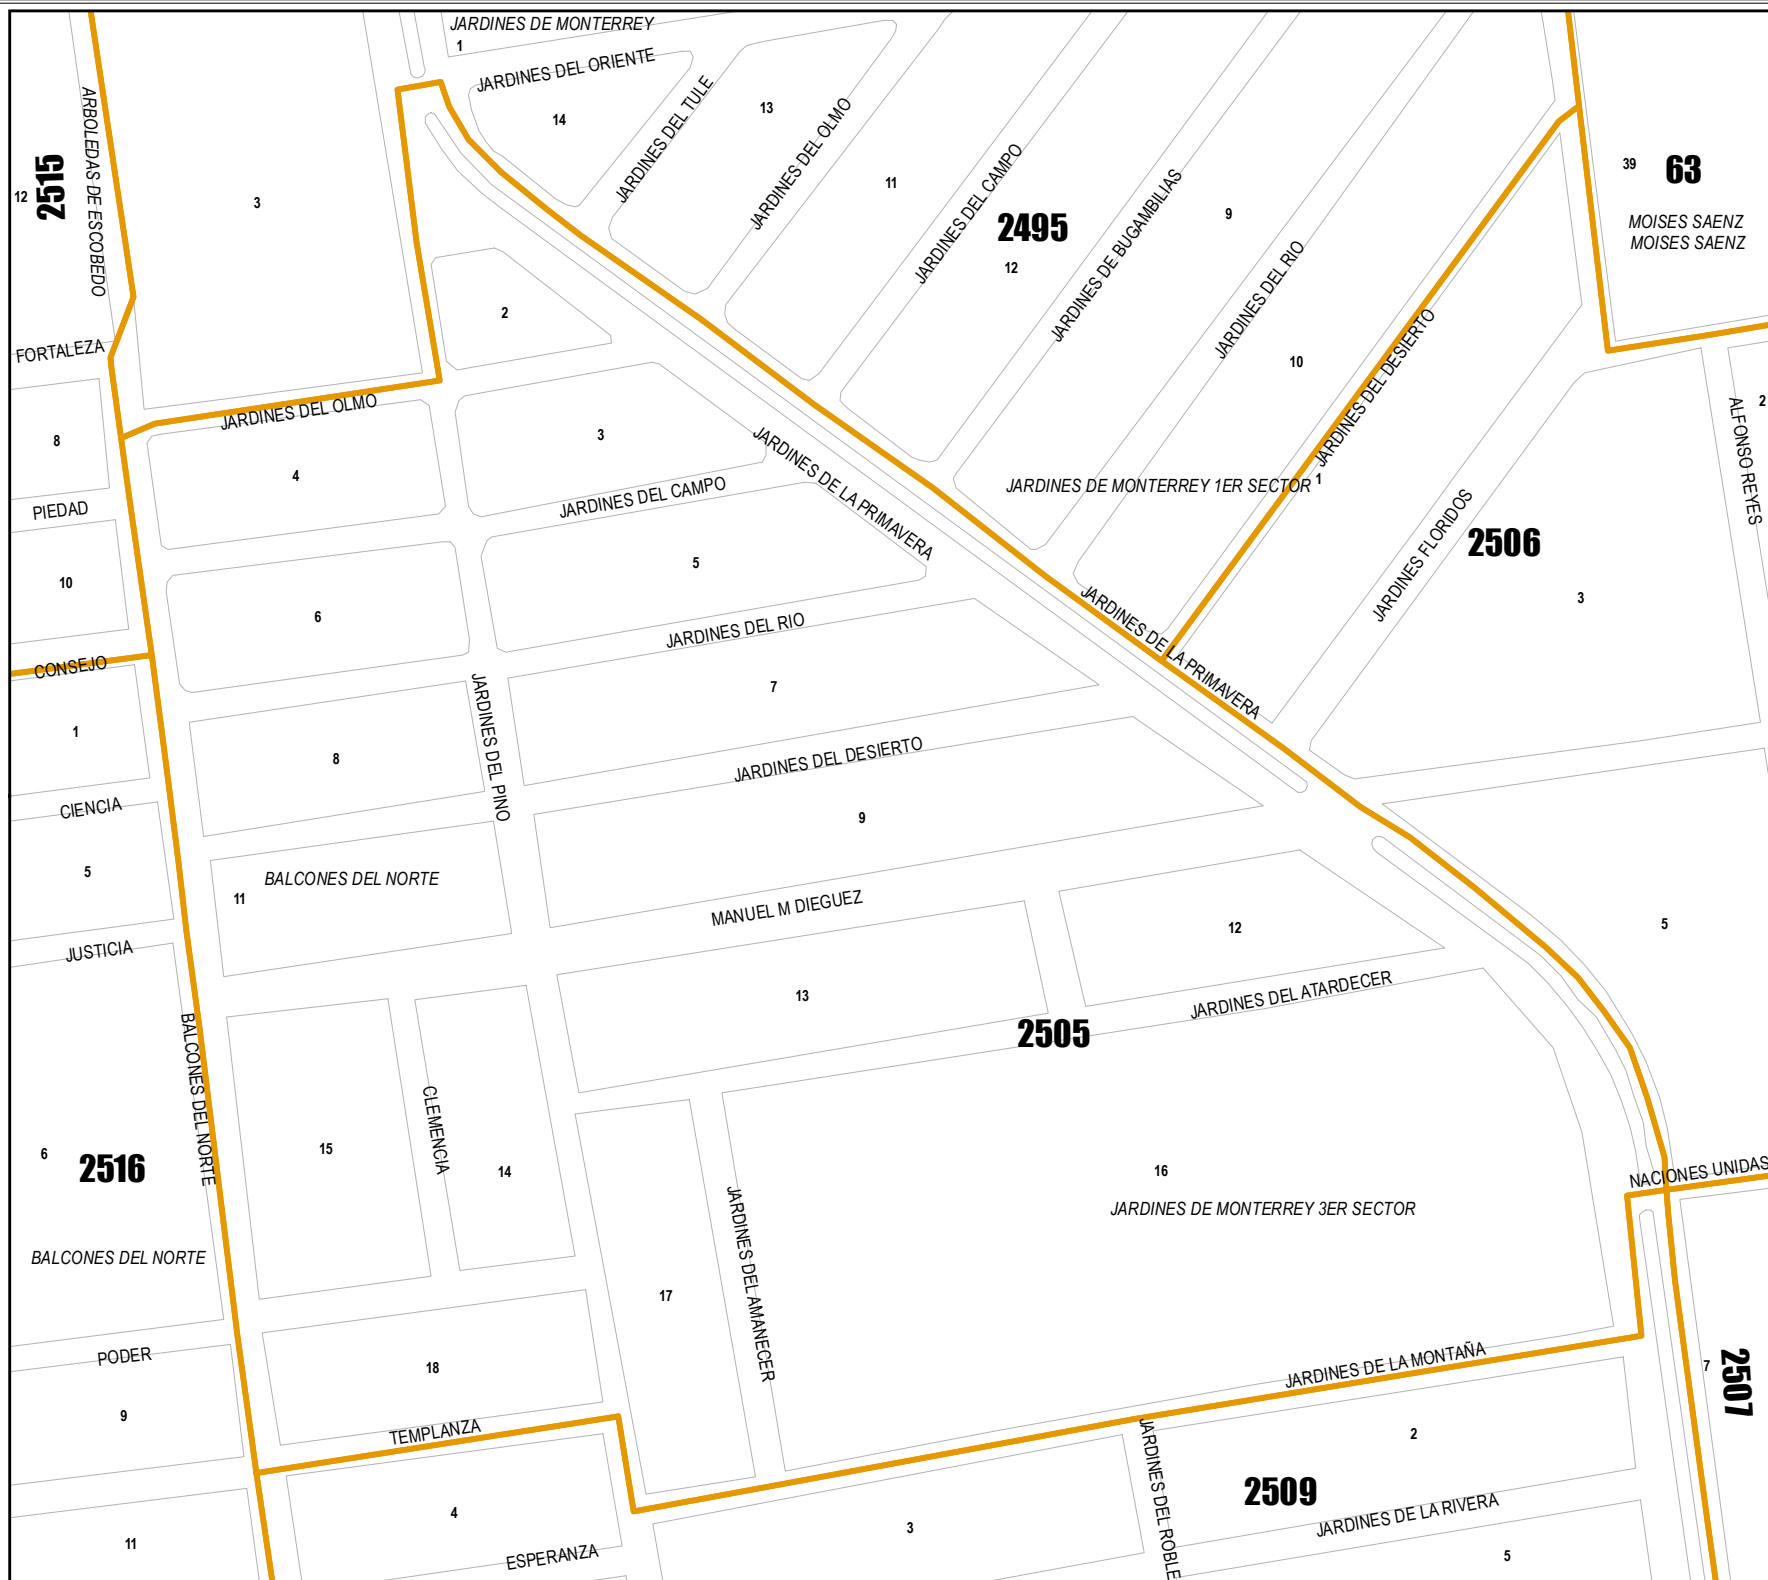 JARDINES DE MONTERREY
1
JARDINES DEL ORIENTE
14
JARDINES DEL TULE
13
JARDINES DEL OLMO
11
JARDINES DEL CAMPO
2495
12
JARDINES DE BUGAMBILIAS
9
JARDINES DEL RIO
10
JARDINES DEL DESIERTO
39
63
MOISES SAENZ
MOISES SAENZ
12
2515
ARBOLEDAS DE ESCOBEDO
3
2
FORTALEZA
JARDINES DEL OLMO
8
4
3
JARDINES DE LA PRIMAVERA
JARDINES DE MONTERREY 1ER SECTOR
1
JARDINES FLORIDOS
2506
ALFONSO REYES
2
3
PIEDAD
JARDINES DEL CAMPO
10
6
5
JARDINES DEL RIO
JARDINES DE LA PRIMAVERA
CONSEJO
1
8
JARDINES DEL PINO
7
JARDINES DEL DESIERTO
CIENCIA
5
11
BALCONES DEL NORTE
9
MANUEL M DIEGUEZ
12
5
JUSTICIA
13
2505
JARDINES DEL ATARDECER
BALCONES DEL NORTE
6
2516
BALCONES DEL NORTE
15
CLEMENCIA
14
16
JARDINES DE MONTERREY 3ER SECTOR
NACIONES UNIDAS
JARDINES DEL AMANECER
17
PODER
18
9
TEMPLANZA
JARDINES DE LA MONTAÑA
7
2507
2
JARDINES DEL ROBLE
2509
JARDINES DE LA RIVERA
4
3
11
ESPERANZA
5